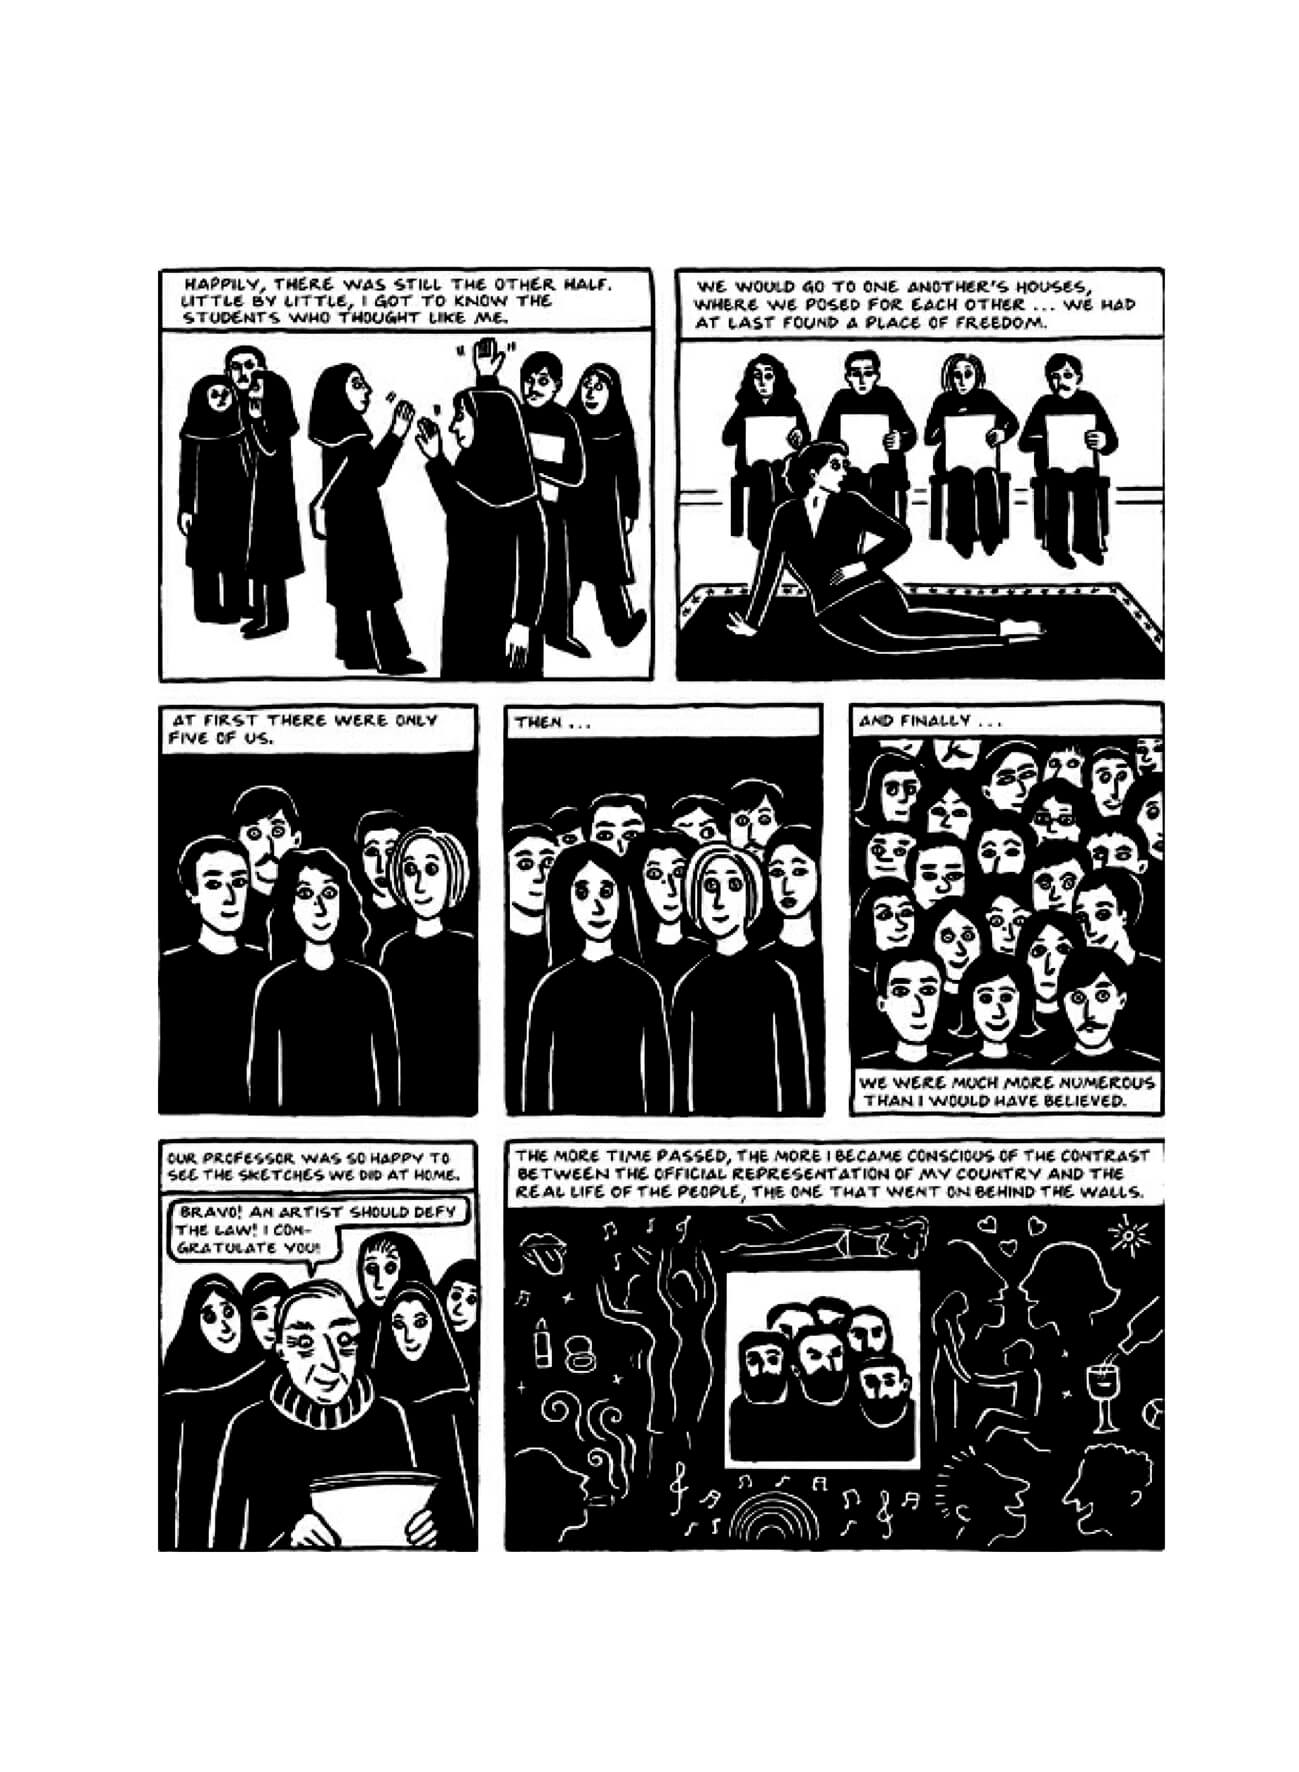 HAPPILY, THERE WAS STILL THE OTHER HALF.
LITTLE BY LITTLE, I GOT TO KNOW THE
STUDENTS WHO THOUGHT LIKE ME.
WE WOULD GO TO ONE ANOTHER'S HOUSES,
WHERE WE POSED FOR EACH OTHER ... WE HAD
AT LAST FOUND A PLACE OF FREEDOM.
AT FIRST THERE WERE ONLY
FIVE OF US.
THEN ...
AND FINALLY ...
WE WERE MUCH MORE NUMEROUS
THAN I WOULD HAVE BELIEVED.
OUR PROFESSOR WAS SO HAPPY TO
SEE THE SKETCHES WE DID AT HOME.
BRAVO! AN ARTIST SHOULD DEFY
THE LAW! I CON-
GRATULATE YOU!
THE MORE TIME PASSED, THE MORE I BECAME CONSCIOUS OF THE CONTRAST
BETWEEN THE OFFICIAL REPRESENTATION OF MY COUNTRY AND THE
REAL LIFE OF THE PEOPLE, THE ONE THAT WENT ON BEHIND THE WALLS.